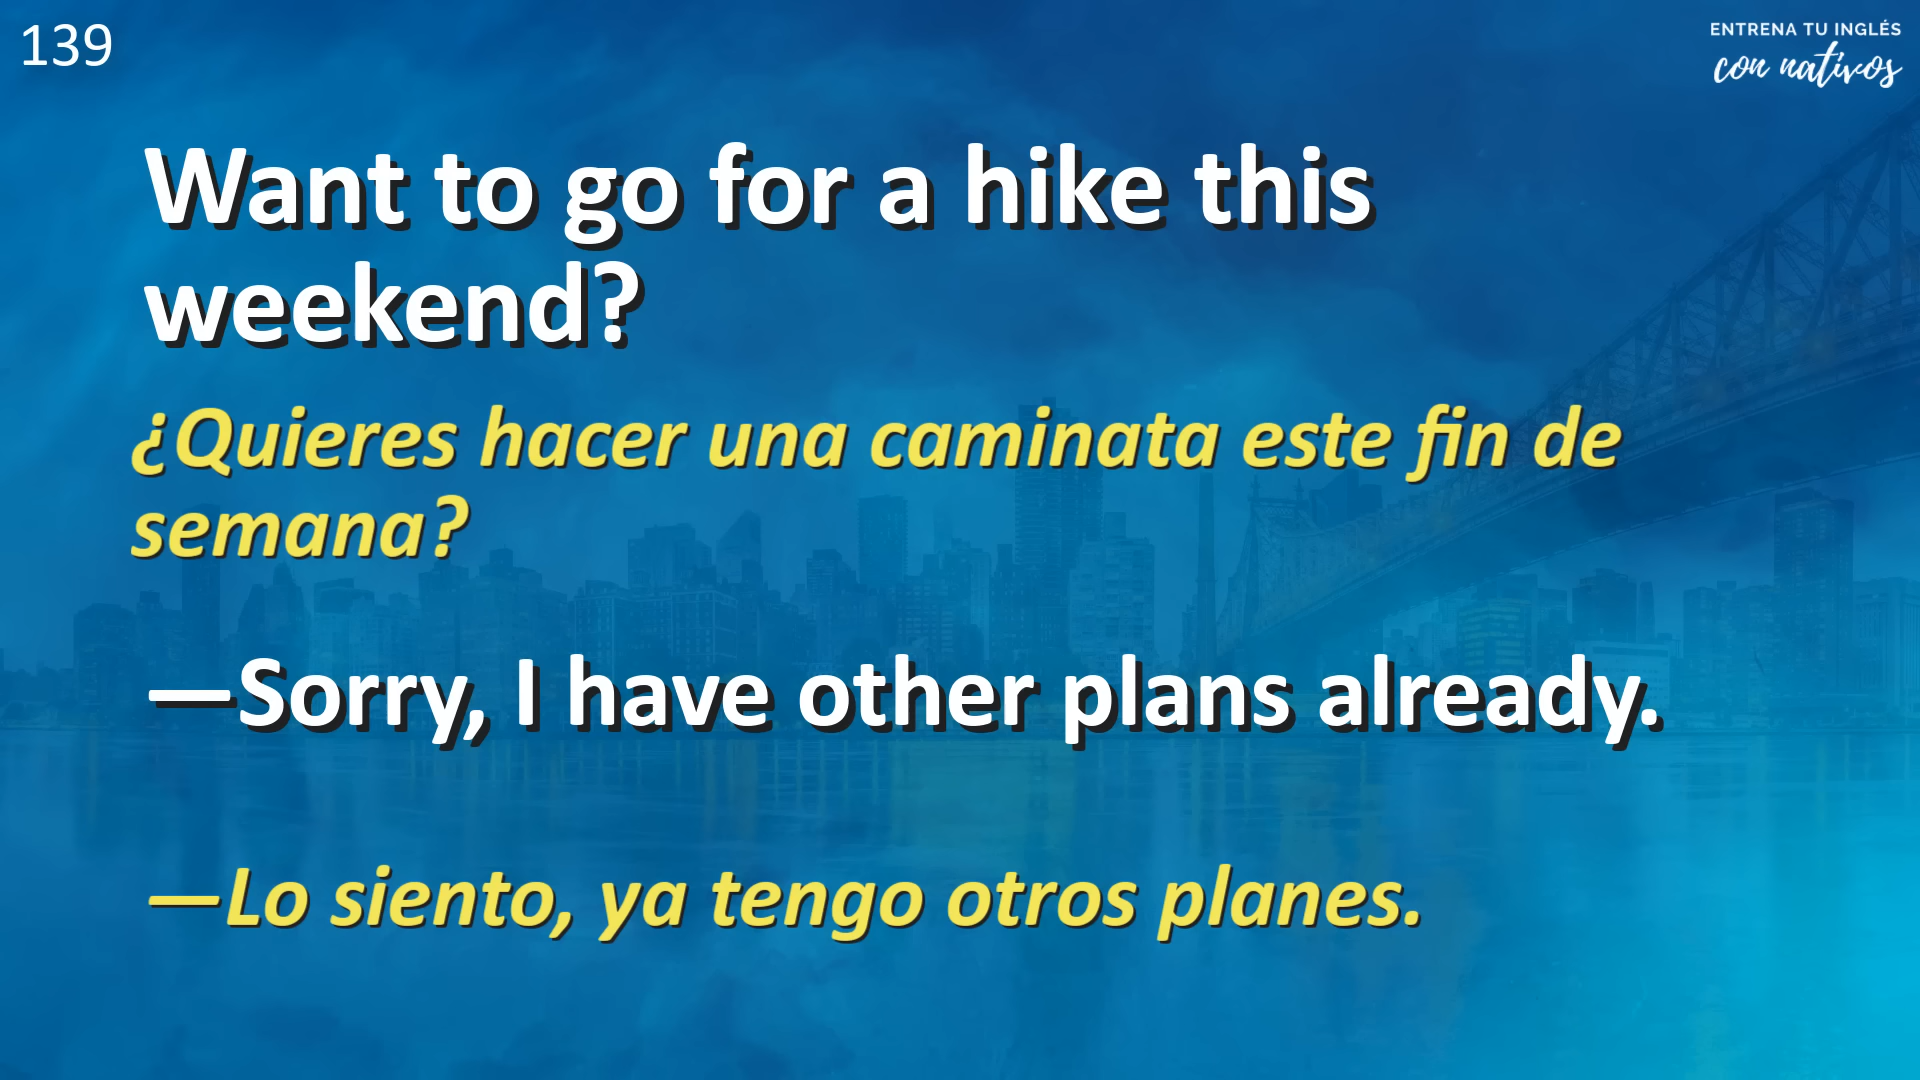 139
ENTRENA TU INGLÉS
con nativos
Want to go for a hike this
weekend?
¿Quieres hacer una caminata este fin de
semana?
—Sorry, I have other plans already.
—Lo siento, ya tengo otros planes.